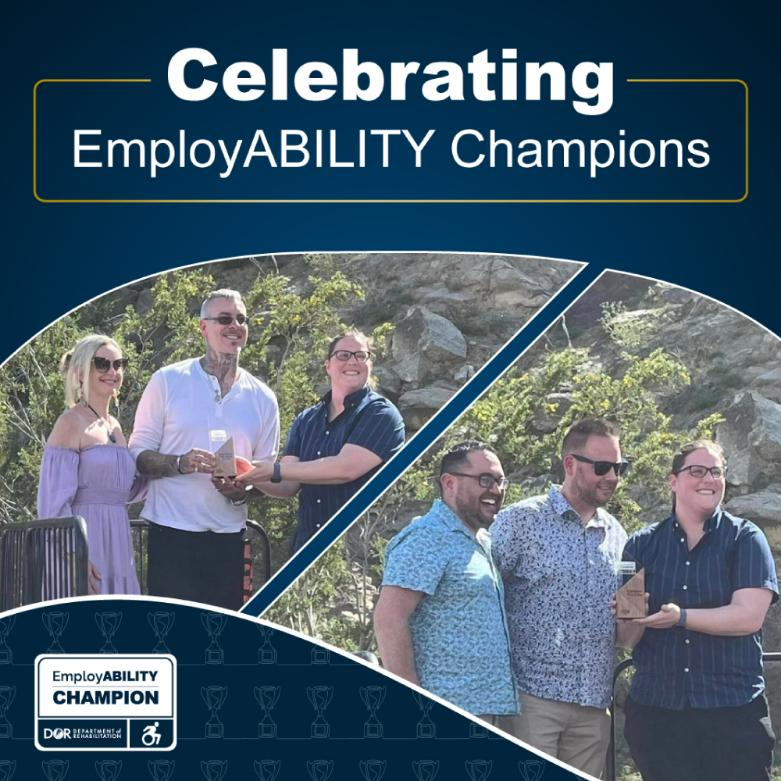 Celebrating
EmployABILITY Champions
EmployABILITY
CHAMPION
DOR DEPARTMENT of
REHABILITATION